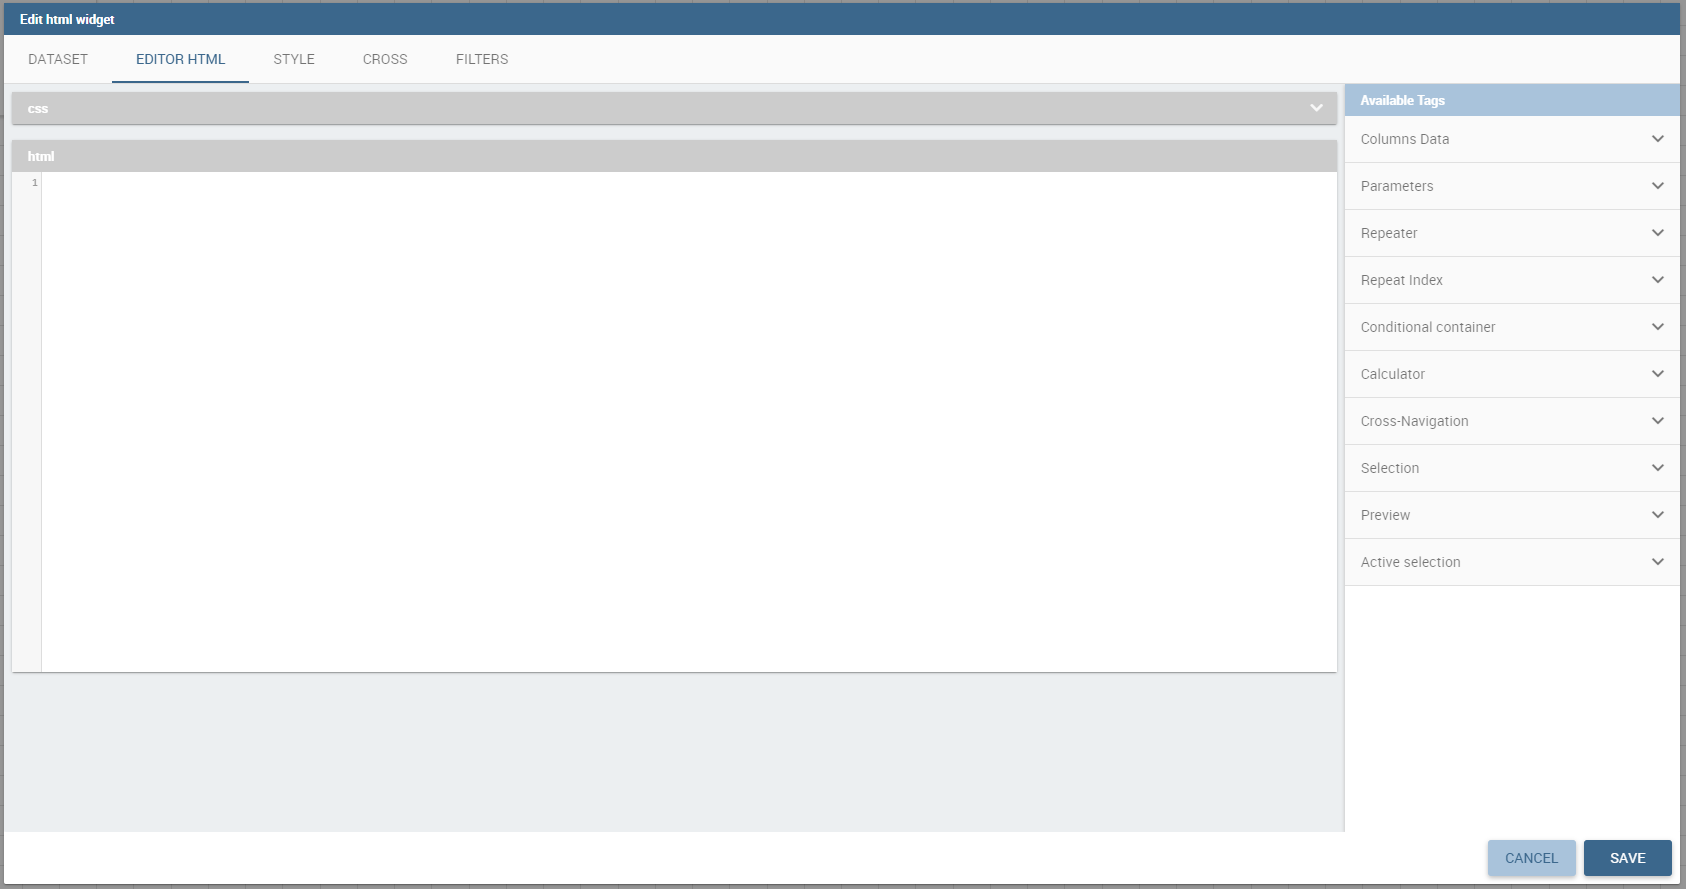 Edit html widget
DATASET EDITOR HTML STYLE CROSS FILTERS
css
html
1
Available Tags
Columns Data
Parameters
Repeater
Repeat Index
Conditional container
Calculator
Cross-Navigation
Selection
Preview
Active selection
CANCEL SAVE